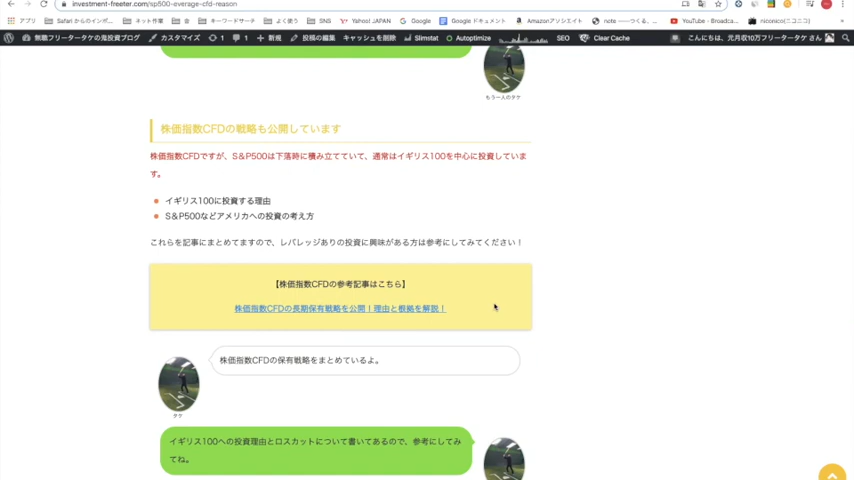 investment-freeter.com/sp500-everage-cfd-reason
アプリ Safari からのインポ... ネット作業 金 キーワードサーチ よく使う SNS Yahoo! JAPAN Google Google ドキュメント Amazonアソシエイト note ——つくる、... YouTube - Broadca... niconico(ニコニコ)
無職フリータータケの鬼投資ブログ カスタマイズ 1 1 新規 投稿の編集 キャッシュを削除 Slimstat Autoptimize SEO Clear Cache こんにちは、元月収10万フリータータケ さん
もう一人のタケ
株価指数CFDの戦略も公開しています
株価指数CFDですが、S&P500は下落時に積み立てていて、通常はイギリス100を中心に投資していま
す。
イギリス100に投資する理由
S&P500などアメリカへの投資の考え方
これらを記事にまとめてますので、レバレッジありの投資に興味がある方は参考にしてみてください！
【株価指数CFDの参考記事はこちら】
株価指数CFDの長期保有戦略を公開！理由と根拠を解説！
株価指数CFDの保有戦略をまとめているよ。
タケ
イギリス100への投資理由とロスカットについて書いてあるので、参考にしてみ
てね。